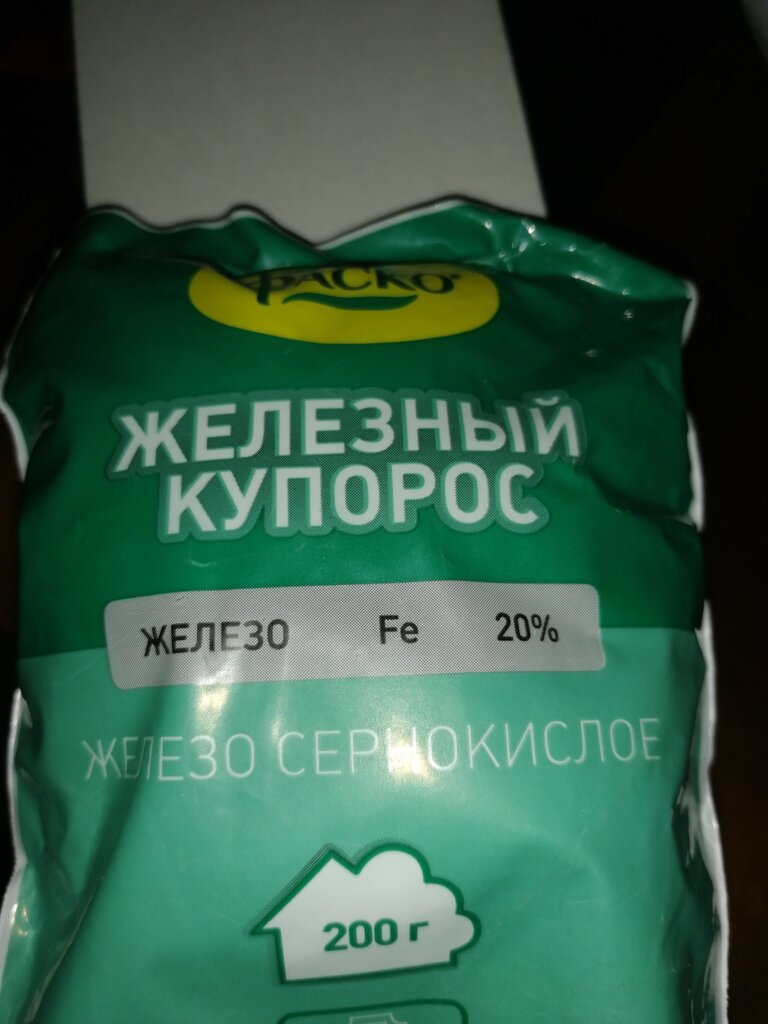 ФАСКО®
ЖЕЛЕЗНЫЙ
КУПОРОС
ЖЕЛЕЗО Fe 20%
ЖЕЛЕЗО СЕРНОКИСЛОЕ
200 г